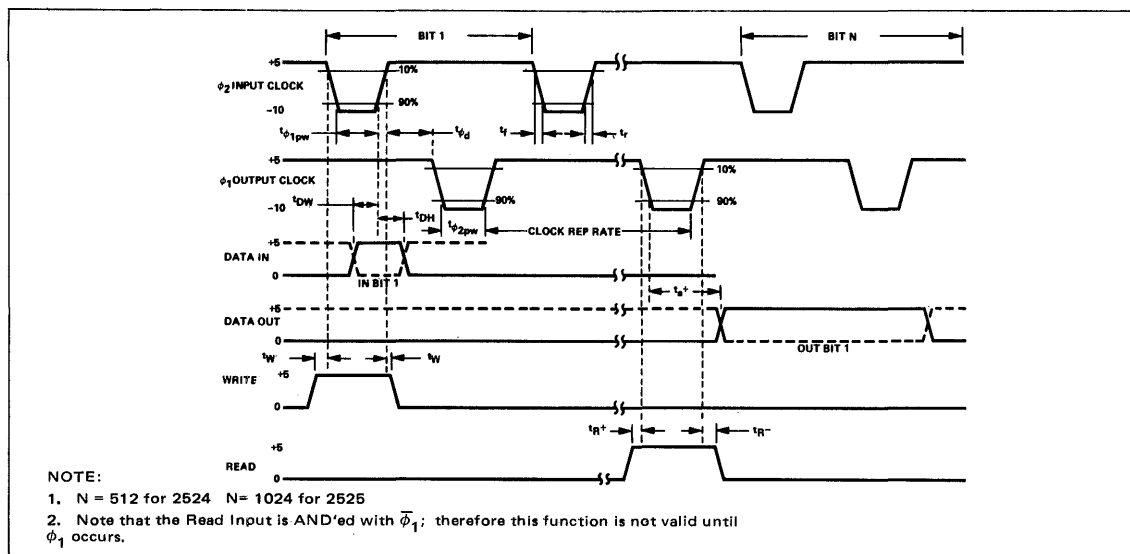 BIT 1 BIT N
+5
10%
ϕ2 INPUT CLOCK
-10 90%
tϕ1pw tϕd tf tr
+5
10%
ϕ1 OUTPUT CLOCK
-10 90% 90%
tDW tDH
tϕ2pw CLOCK REP RATE
+5
DATA IN
0
IN BIT 1
ta+
+5
DATA OUT
0
OUT BIT 1
tW tW
WRITE +5
0
tR+ tR-
+5
READ
0
NOTE:
1. N = 512 for 2524 N= 1024 for 2525
2. Note that the Read Input is AND'ed with ϕ̅1; therefore this function is not valid until
ϕ1 occurs.